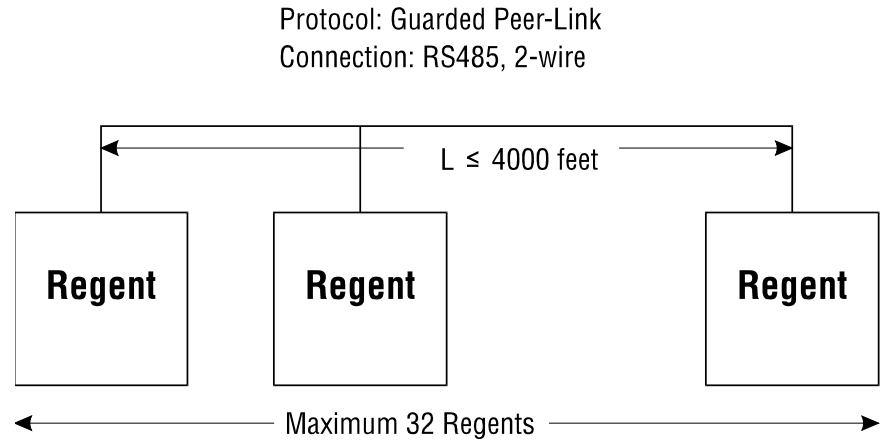 Protocol: Guarded Peer-Link
Connection: RS485, 2-wire
L ≤ 4000 feet
Regent Regent Regent
Maximum 32 Regents